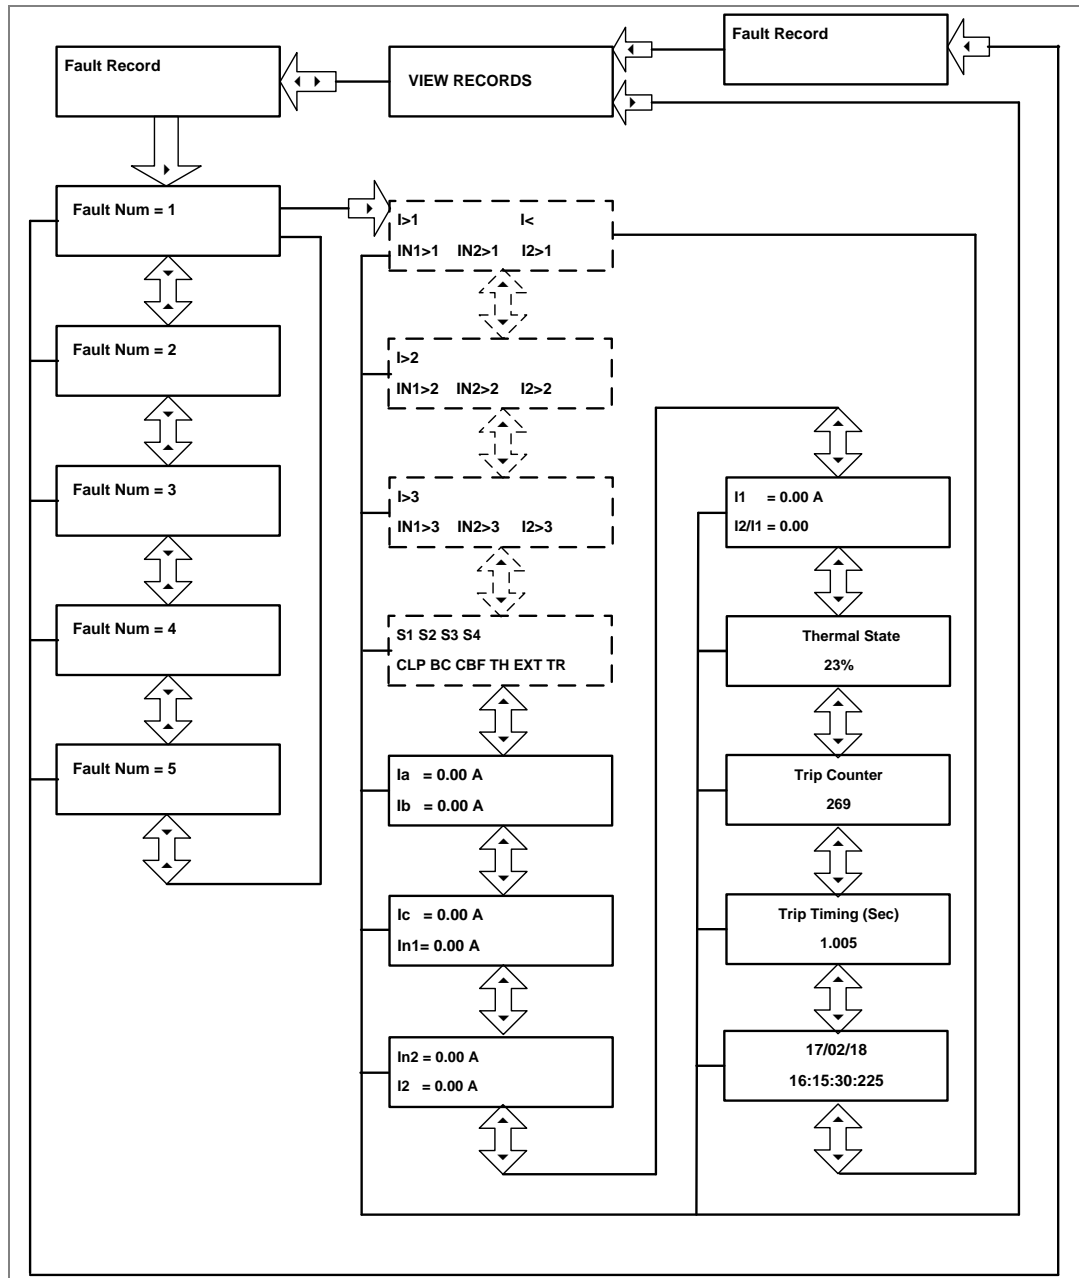 Fault Record
VIEW RECORDS
Fault Record
Fault Num = 1
Fault Num = 2
Fault Num = 3
Fault Num = 4
Fault Num = 5
I>1 I<
IN1>1 IN2>1 I2>1
I>2
IN1>2 IN2>2 I2>2
I>3
IN1>3 IN2>3 I2>3
S1 S2 S3 S4
CLP BC CBF TH EXT TR
Ia = 0.00 A
Ib = 0.00 A
Ic = 0.00 A
In1= 0.00 A
In2 = 0.00 A
I2 = 0.00 A
I1 = 0.00 A
I2/I1 = 0.00
Thermal State
23%
Trip Counter
269
Trip Timing (Sec)
1.005
17/02/18
16:15:30:225